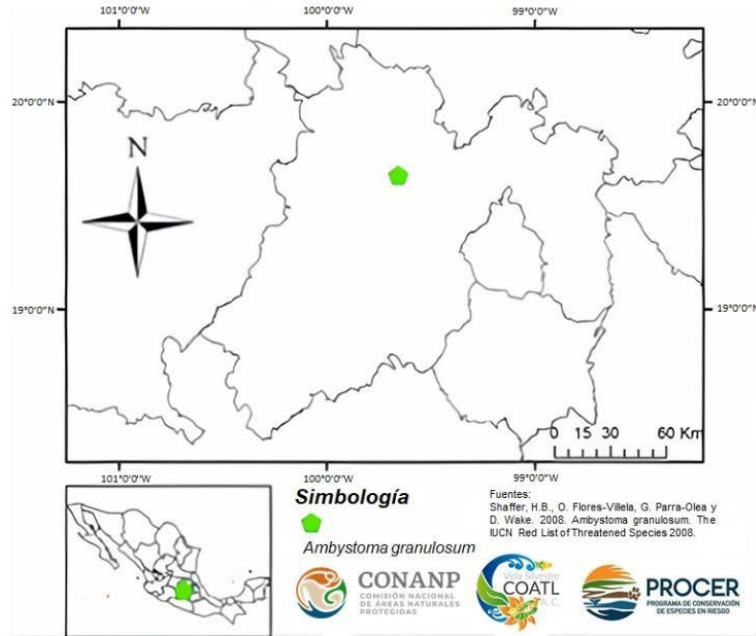 101°0'0"W 100°0'0"W 99°0'0"W
20°0'0"N 20°0'0"N
N
19°0'0"N 19°0'0"N
0 15 30 60 Km
101°0'0"W 100°0'0"W 99°0'0"W
Simbología
Ambystoma granulosum
Fuentes:
Shaffer, H.B., O. Flores-Villela, G. Parra-Olea y
D. Wake. 2008. Ambystoma granulosum. The
IUCN Red List of Threatened Species 2008.
CONANP
COMISIÓN NACIONAL
DE ÁREAS NATURALES
PROTEGIDAS
Vida Silvestre
COATL
A.C.
PROCER
PROGRAMA DE CONSERVACIÓN
DE ESPECIES EN RIESGO